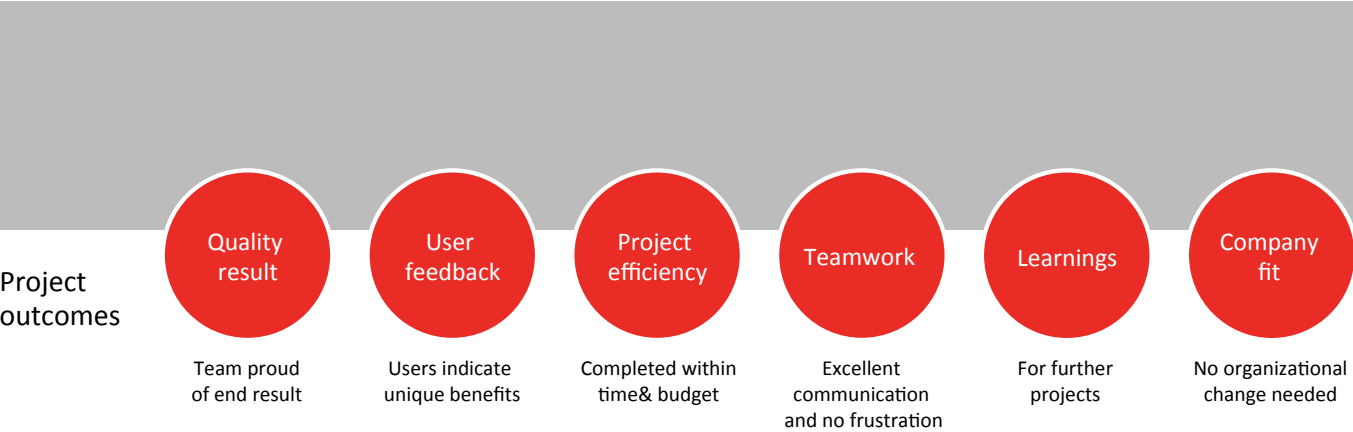 Project
outcomes
Quality
result
User
feedback
Project
efficiency
Teamwork
Learnings
Company
fit
Team proud
of end result
Users indicate
unique benefits
Completed within
time& budget
Excellent
communication
and no frustration
For further
projects
No organizational
change needed